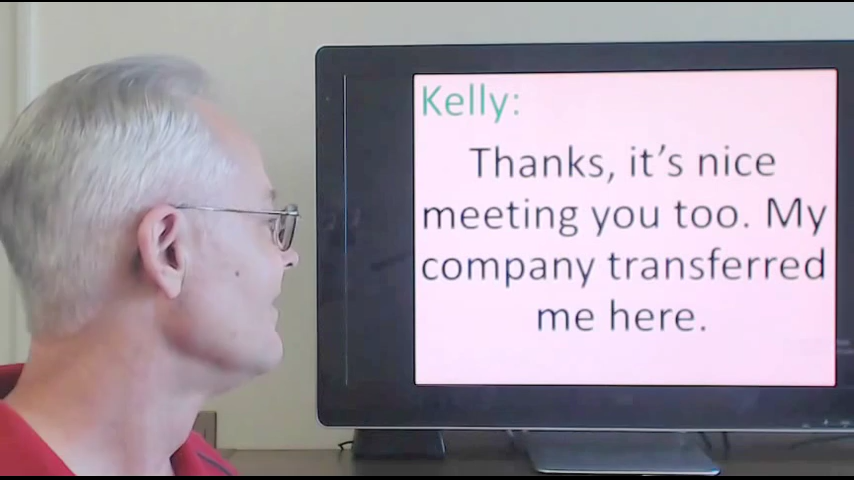 Kelly:
Thanks, it’s nice
meeting you too. My
company transferred
me here.